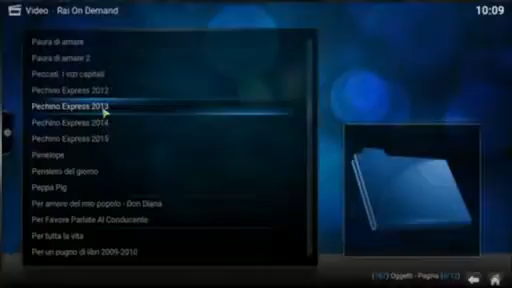 Video - Rai On Demand
10:09
Paura di amare
Paura di amare 2
Peccati. I vizi capitali
Pechino Express 2012
Pechino Express 2013
Pechino Express 2014
Pechino Express 2015
Penelope
Pensiero del giorno
Peppa Pig
Per amore del mio popolo - Don Diana
Per Favore Parlate Al Conducente
Per tutta la vita
Per un pugno di libri 2009-2010
Oggetti - Pagina